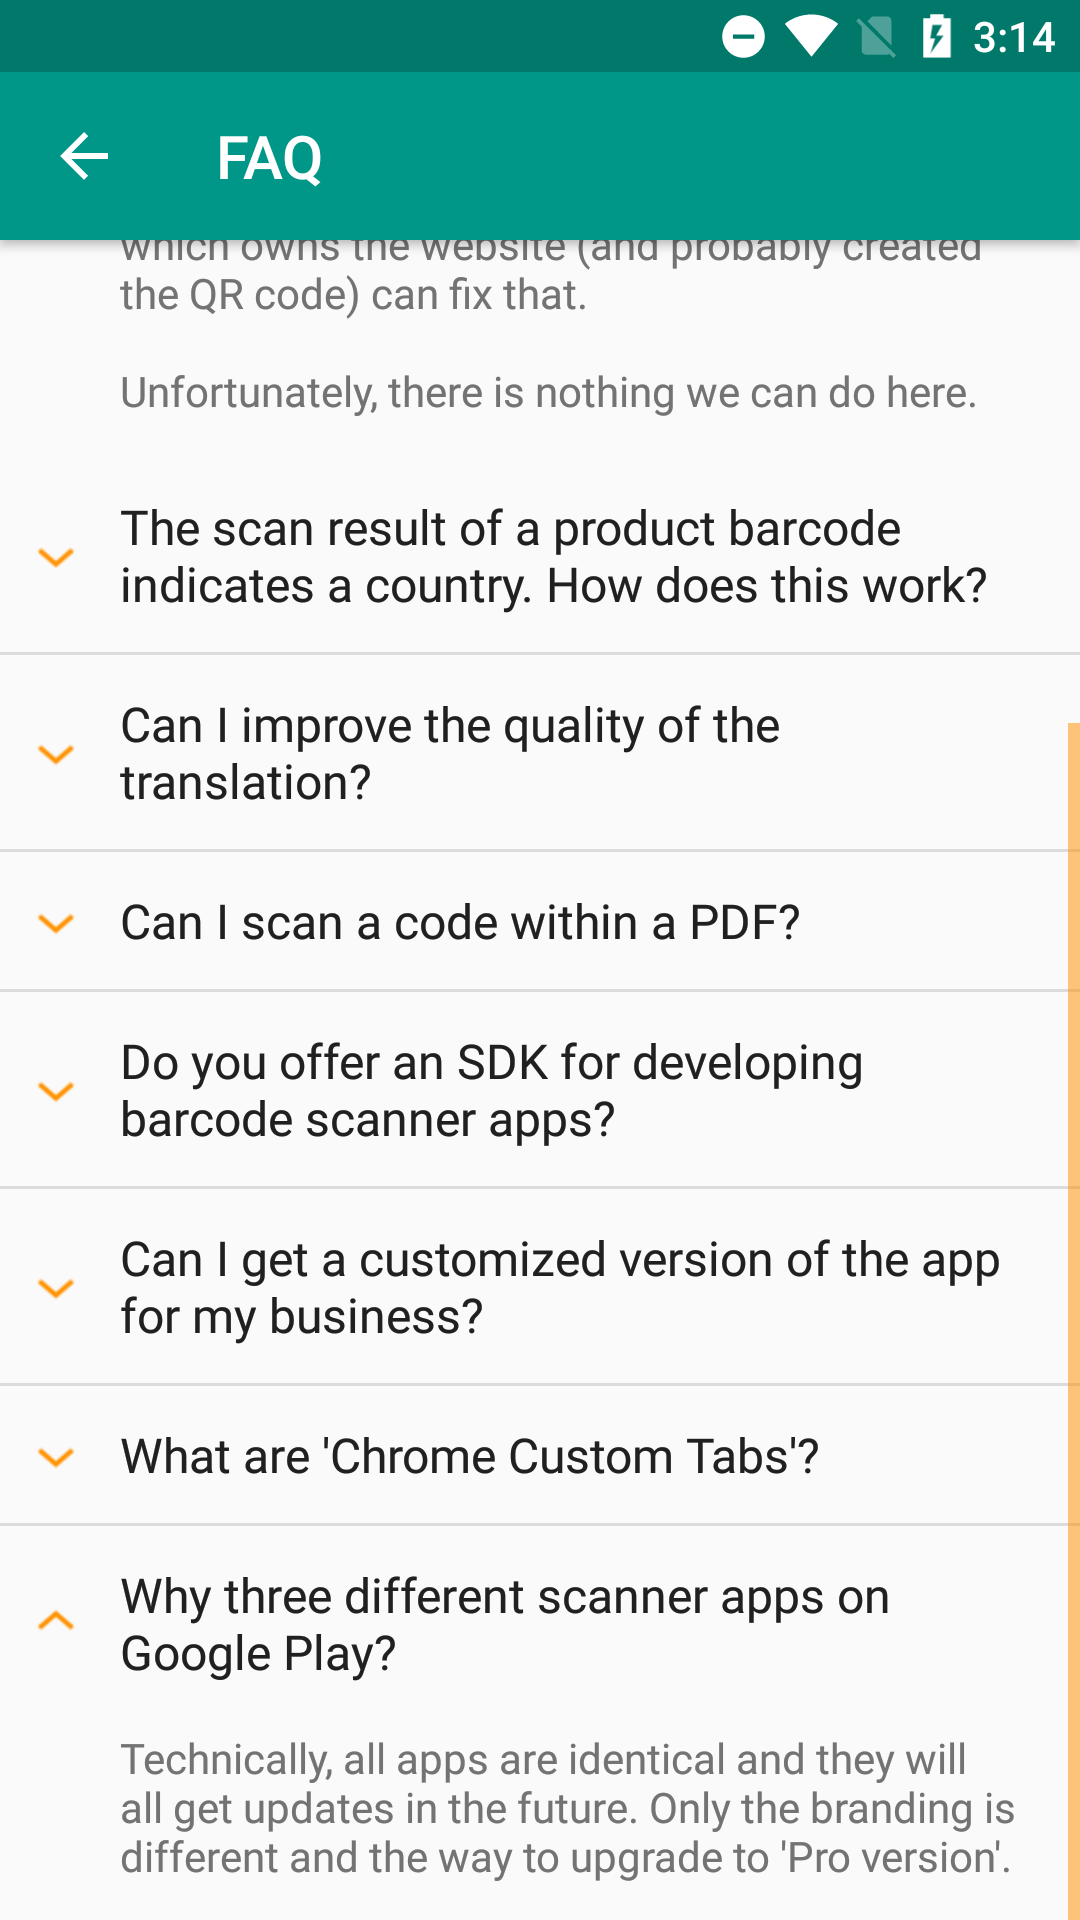 3:14
FAQ
which owns the website (and probably created
the QR code) can fix that.
Unfortunately, there is nothing we can do here.
The scan result of a product barcode
indicates a country. How does this work?
Can I improve the quality of the
translation?
Can I scan a code within a PDF?
Do you offer an SDK for developing
barcode scanner apps?
Can I get a customized version of the app
for my business?
What are 'Chrome Custom Tabs'?
Why three different scanner apps on
Google Play?
Technically, all apps are identical and they will
all get updates in the future. Only the branding is
different and the way to upgrade to 'Pro version'.